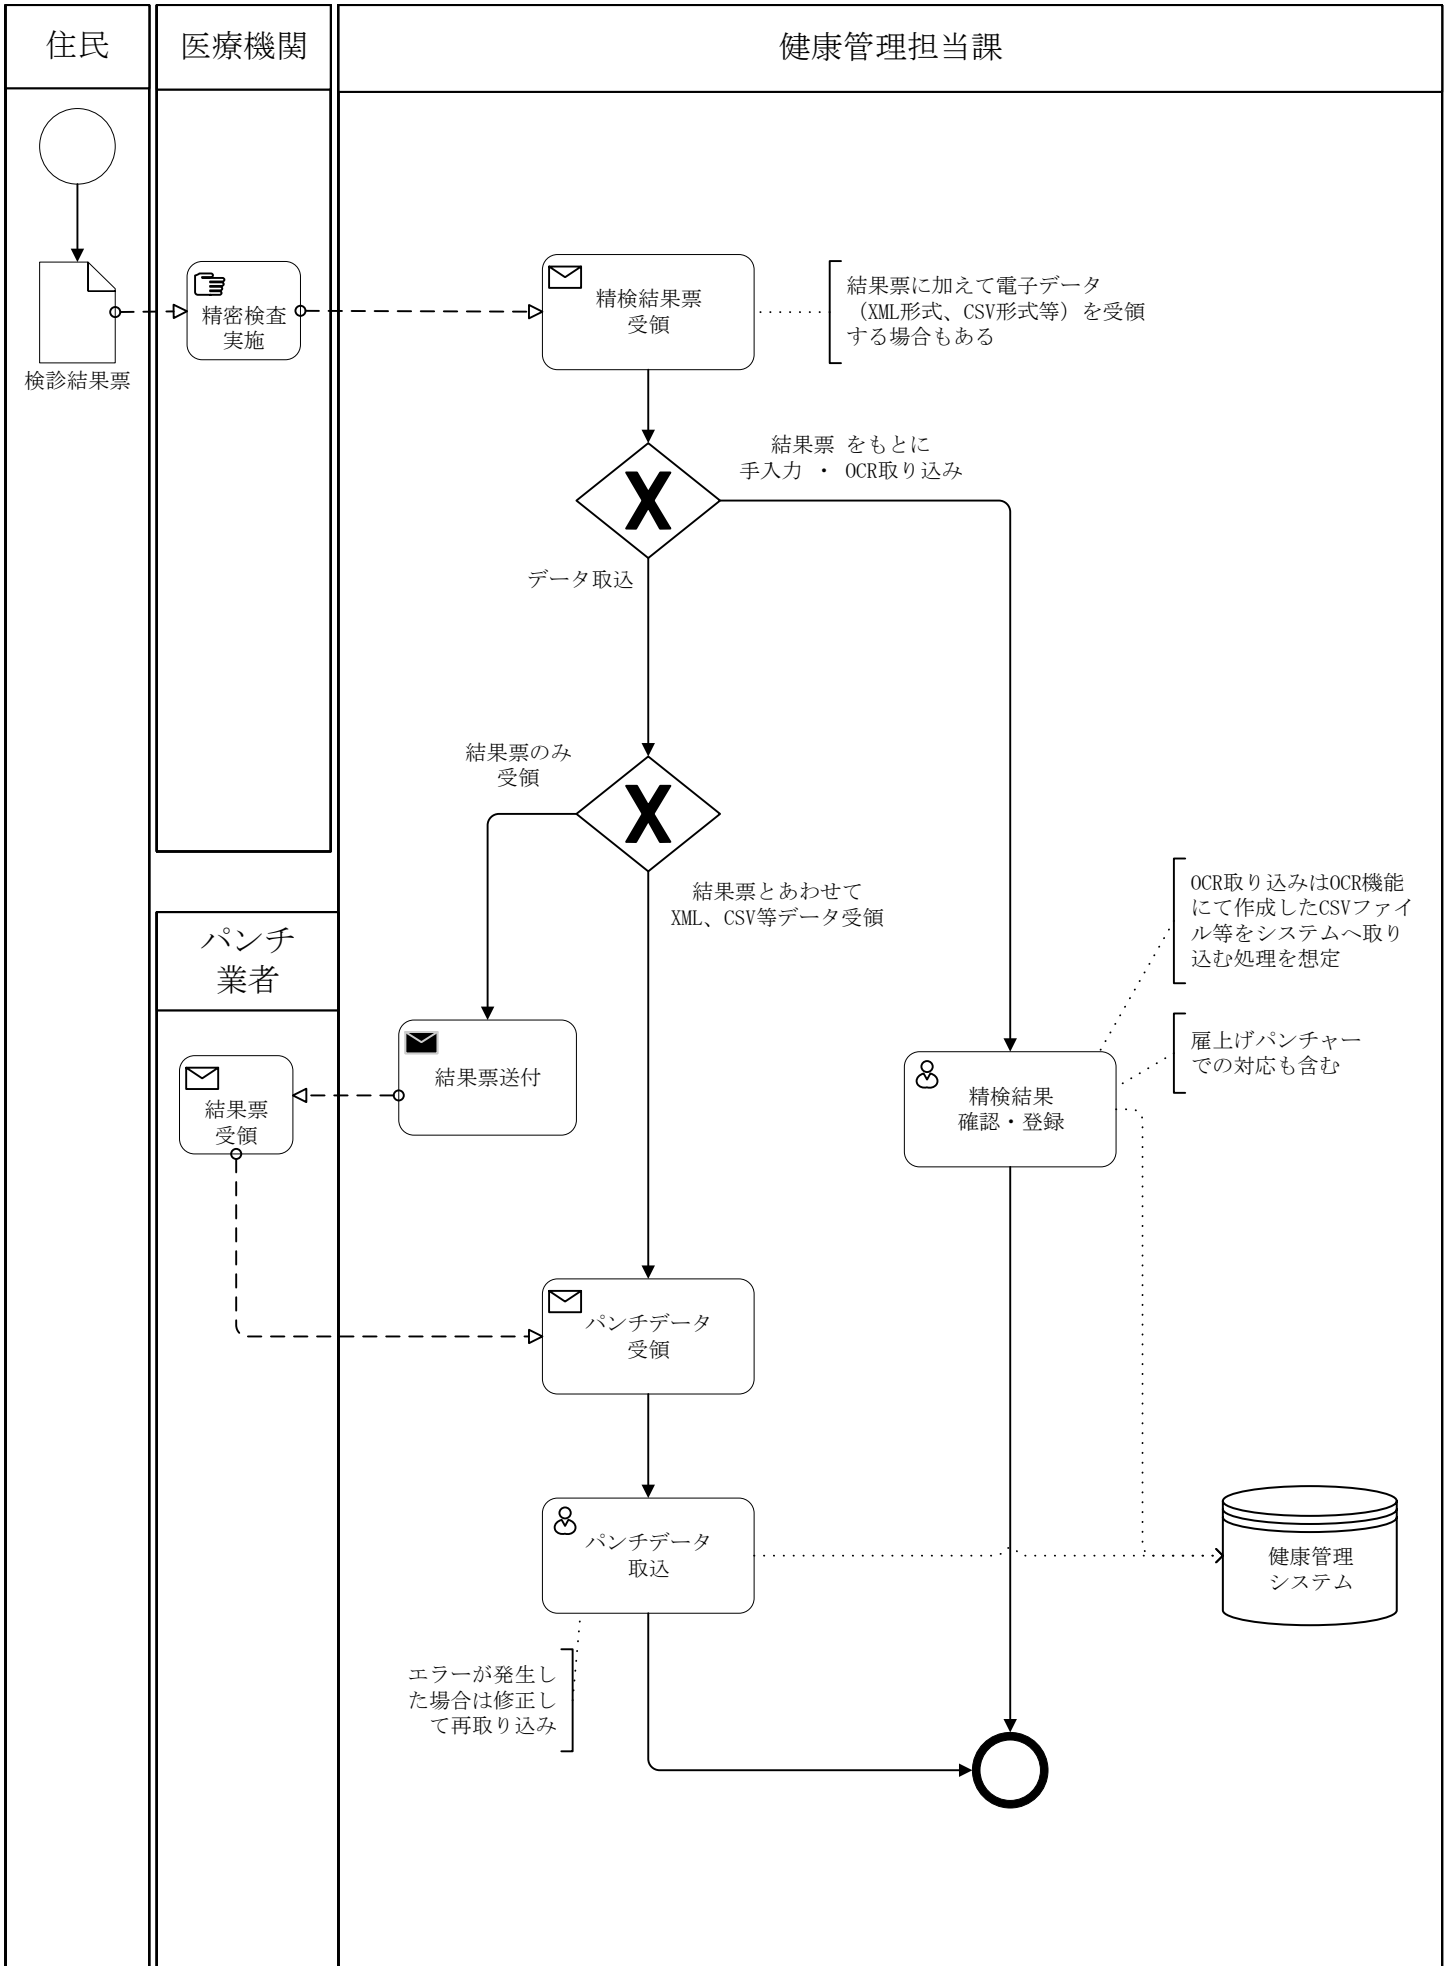 住民
医療機関
健康管理担当課
検診結果票
精密検査
実施
精検結果票
受領
結果票に加えて電子データ
（XML形式、CSV形式等）を受領
する場合もある
結果票 をもとに
手入力 ・ OCR取り込み
データ取込
結果票のみ
受領
結果票とあわせて
XML、CSV等データ受領
OCR取り込みはOCR機能
にて作成したCSVファイ
ル等をシステムへ取り
込む処理を想定
パンチ
業者
結果票送付
結果票
受領
雇上げパンチャー
での対応も含む
精検結果
確認・登録
パンチデータ
受領
パンチデータ
取込
健康管理
システム
エラーが発生し
た場合は修正し
て再取り込み